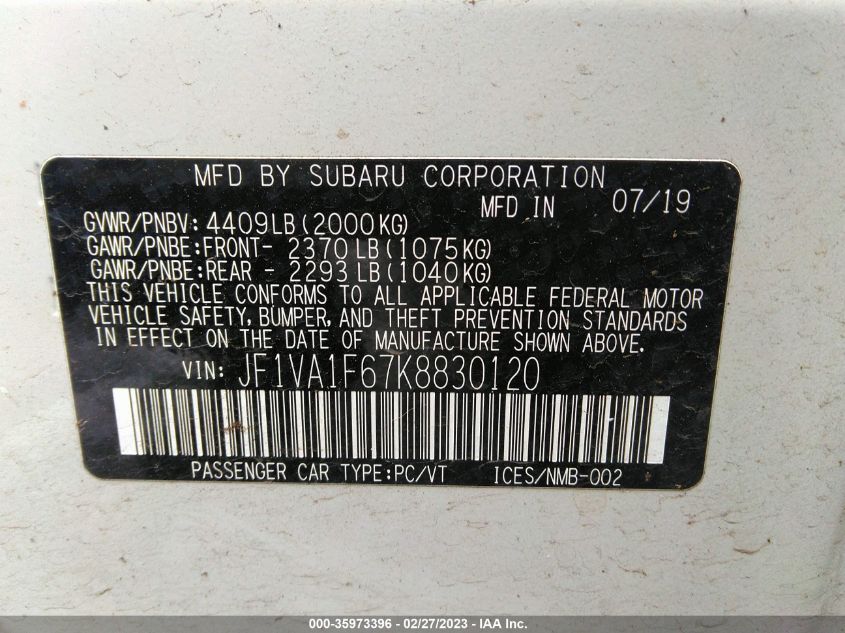 MFD BY SUBARU CORPORATION
MFD IN 07/19
GVWR/PNBV: 4409LB(2000KG)
GAWR/PNBE:FRONT- 2370LB(1075KG)
GAWR/PNBE:REAR - 2293LB(1040KG)
THIS VEHICLE CONFORMS TO ALL APPLICABLE FEDERAL MOTOR
VEHICLE SAFETY, BUMPER, AND THEFT PREVENTION STANDARDS
IN EFFECT ON THE DATE OF MANUFACTURE SHOWN ABOVE.
VIN: JF1VA1F67K8830120
PASSENGER CAR TYPE:PC/VT ICES/NMB-002
000-35973396 - 02/27/2023 - IAA Inc.